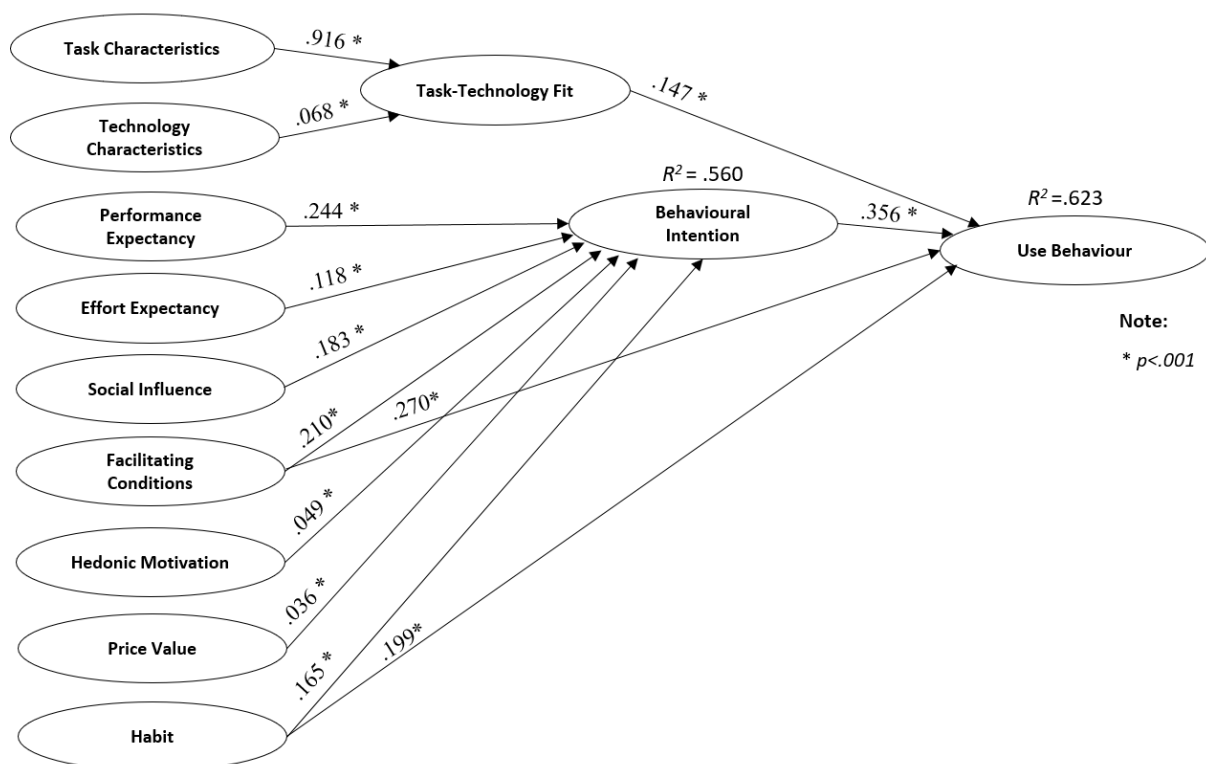 Task Characteristics
.916 *
Task-Technology Fit
.147 *
Technology
Characteristics
.068 *
R² = .560
R² =.623
Performance
Expectancy
.244 *
Behavioural
Intention
.356 *
Use Behaviour
Effort Expectancy
.118 *
Note:
* p<.001
Social Influence
.183 *
Facilitating
Conditions
.210*
.270*
Hedonic Motivation
.049 *
Price Value
.036 *
Habit
.165 *
.199*